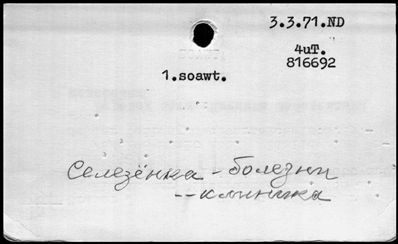 3.3.71.ND
4uT.
816692
1.soawt.
Селезёнка - болезни
-- клиника